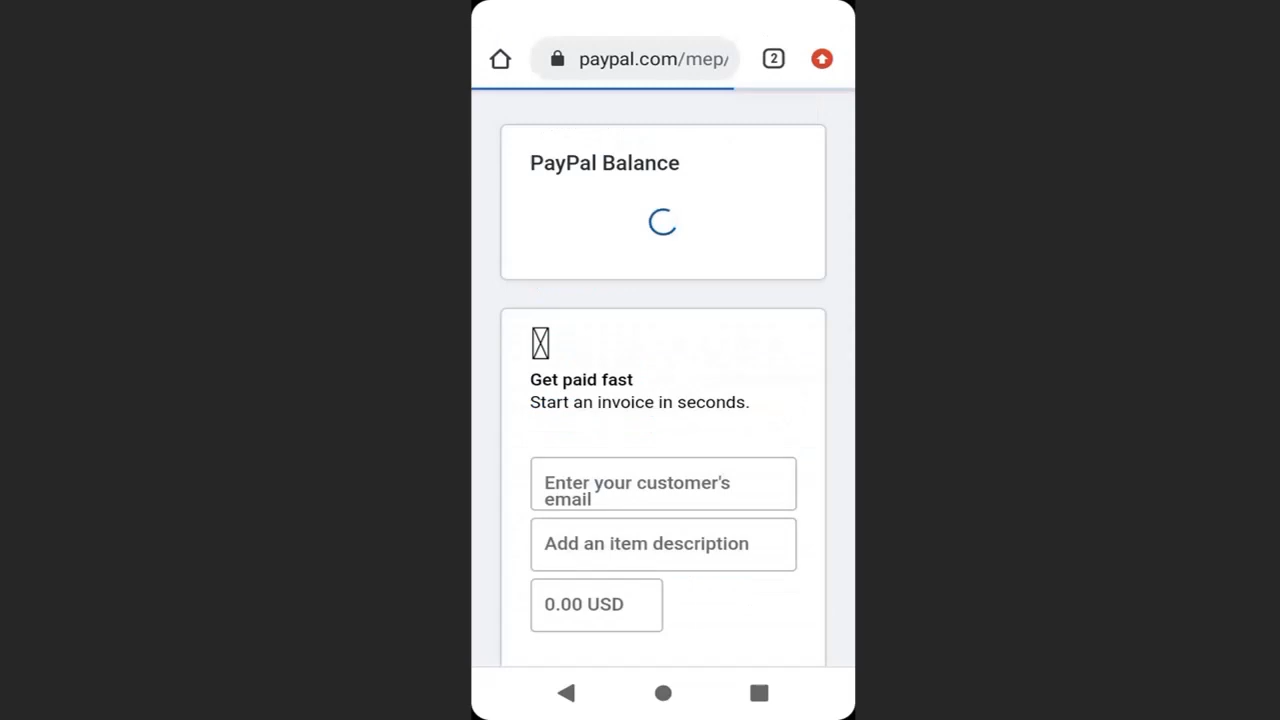 paypal.com/mep/
2
PayPal Balance
Get paid fast
Start an invoice in seconds.
Enter your customer's
email
Add an item description
0.00 USD